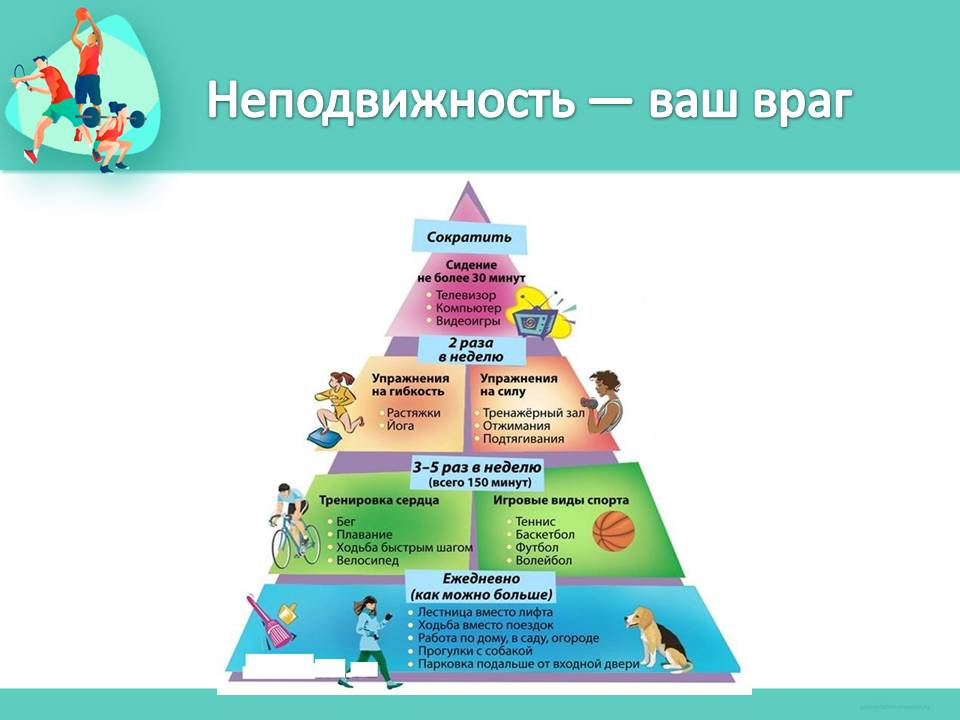 Неподвижность — ваш враг
Сократить
Сидение
не более 30 минут
• Телевизор
• Компьютер
• Видеоигры
2 раза
в неделю
Упражнения
на гибкость
• Растяжки
• Йога
Упражнения
на силу
• Тренажёрный зал
• Отжимания
• Подтягивания
3–5 раз в неделю
(всего 150 минут)
Тренировка сердца
• Бег
• Плавание
• Ходьба быстрым шагом
• Велосипед
Игровые виды спорта
• Теннис
• Баскетбол
• Футбол
• Волейбол
Ежедневно
(как можно больше)
• Лестница вместо лифта
• Ходьба вместо поездок
• Работа по дому, в саду, огороде
• Прогулки с собакой
• Парковка подальше от входной двери